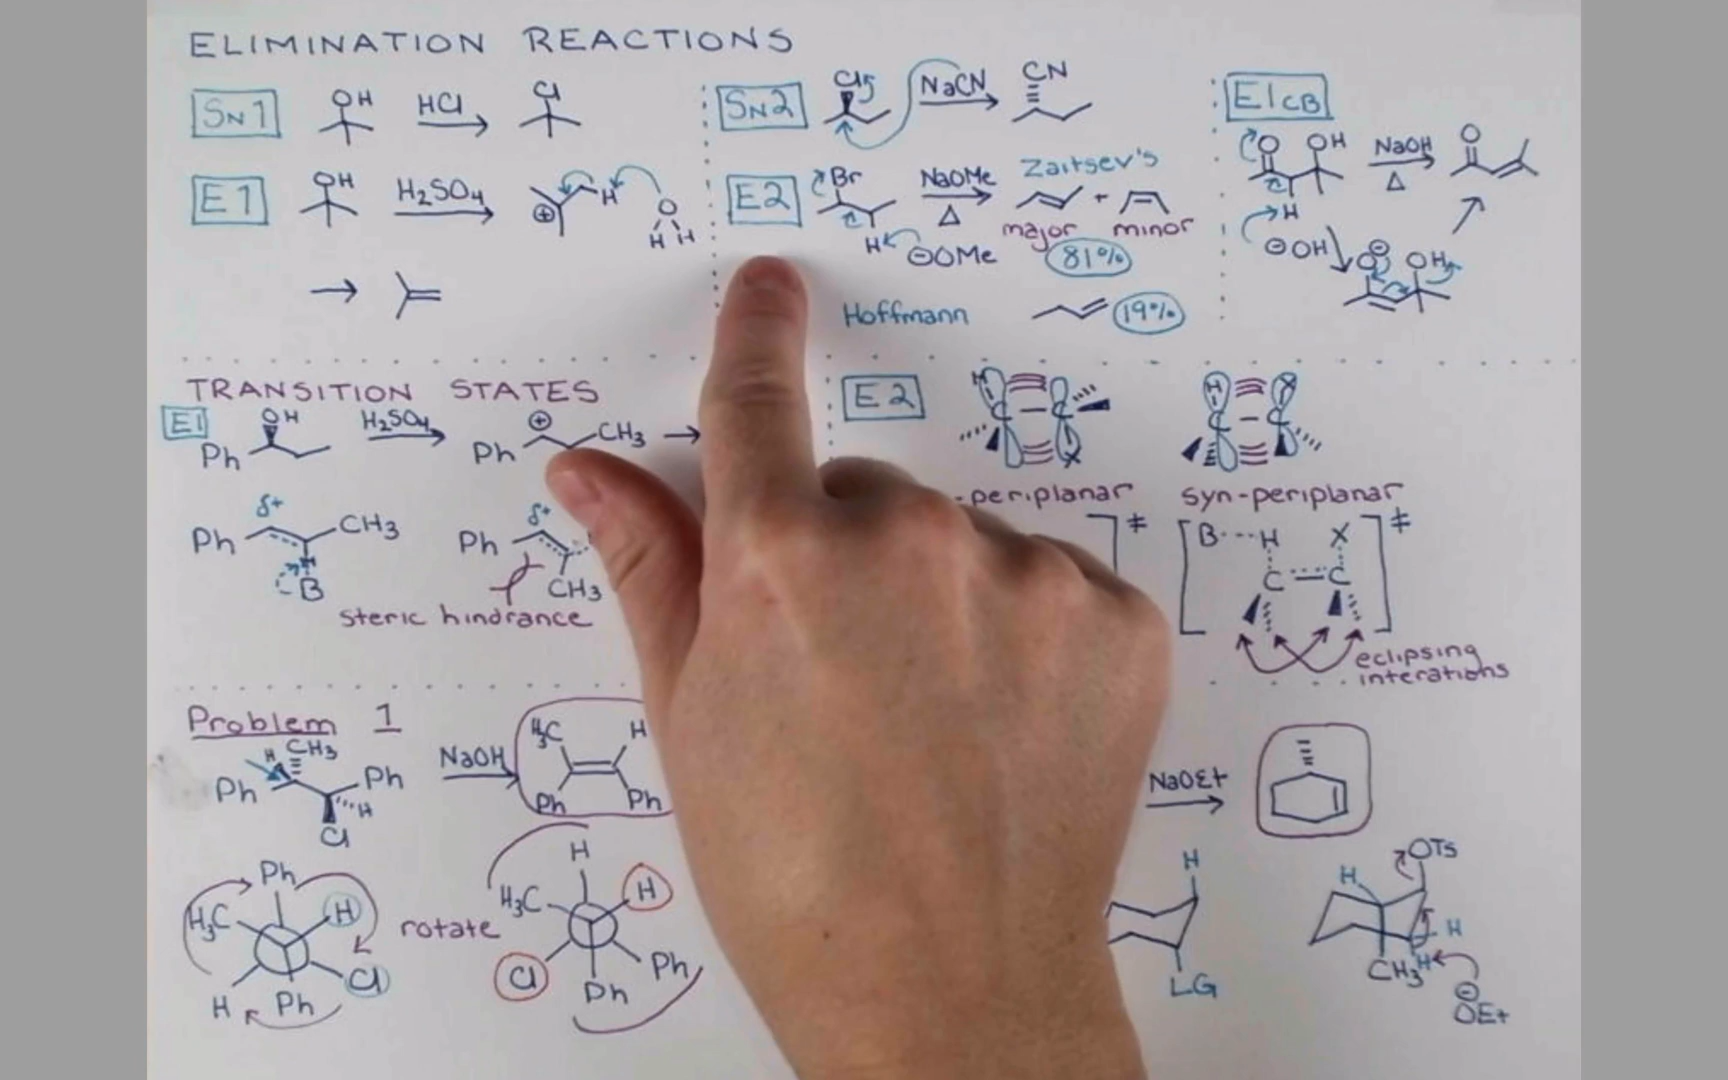 ELIMINATION REACTIONS
SN1
OH
HCl
Cl
E1
OH
H2SO4
⊕
H
O
H H
SN2
Cl
NaCN
CN
E2
Br
H
NaOMe
Δ
⊖OMe
Zaitsev's
+
major minor
81%
Hoffmann
19%
E1CB
O OH
H
NaOH
Δ
O
⊖OH
⊖
O OH
TRANSITION STATES
E1
OH
Ph
H2SO4
⊕
Ph CH3
δ+
Ph CH3
H
B
δ+
Ph
CH3
steric hindrance
E2
H
C – C
X
H X
C – C
-periplanar
syn-periplanar
]‡
[B---H X]‡
C C
eclipsing
interations
Problem 1
H CH3
Ph Ph
H
Cl
NaOH
H3C H
Ph Ph
Ph
H3C H
H Ph Cl
rotate
H
H3C H
Cl Ph
Ph
NaOEt
H
LG
OTs
H
H
CH3 H
⊖
OEt